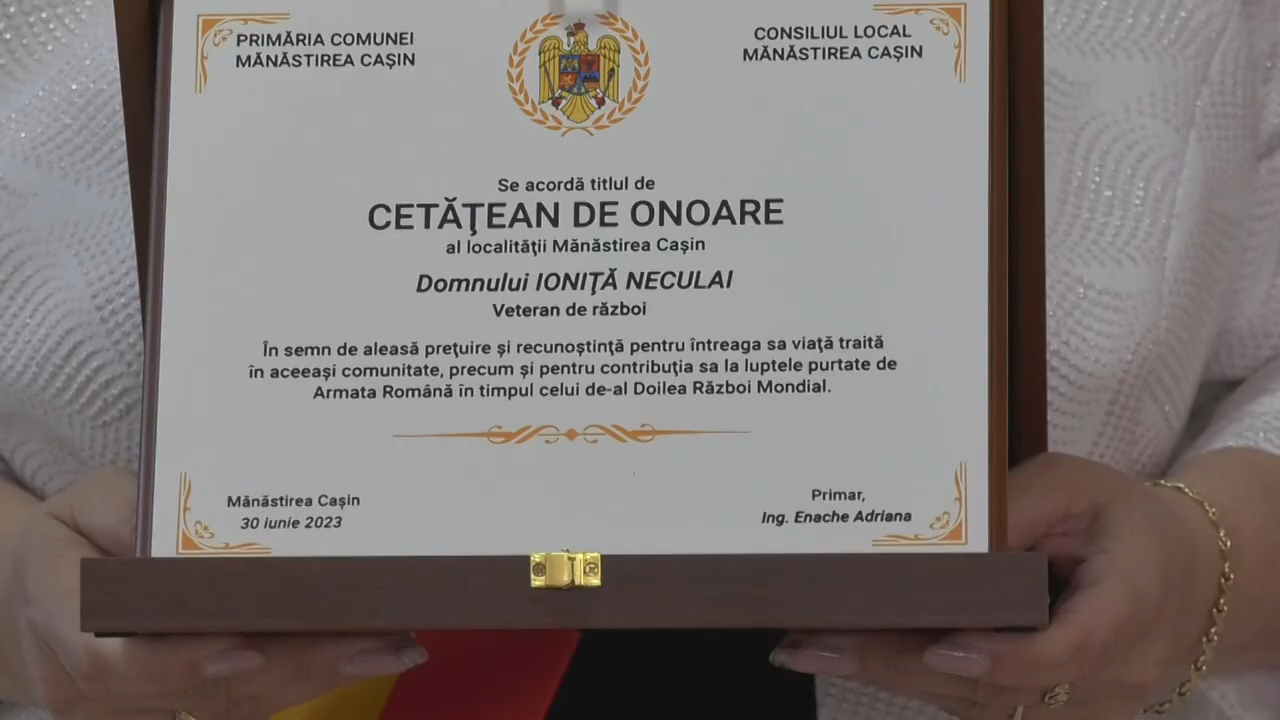 PRIMĂRIA COMUNEI
MĂNĂSTIREA CAŞIN
CONSILIUL LOCAL
MĂNĂSTIREA CAŞIN
Se acordă titlul de
CETĂŢEAN DE ONOARE
al localităţii Mănăstirea Caşin
Domnului IONIŢĂ NECULAI
Veteran de război
În semn de aleasă preţuire şi recunoştinţă pentru întreaga sa viaţă traită
în aceeaşi comunitate, precum şi pentru contribuţia sa la luptele purtate de
Armata Română în timpul celui de-al Doilea Război Mondial.
Mănăstirea Caşin
30 iunie 2023
Primar,
Ing. Enache Adriana